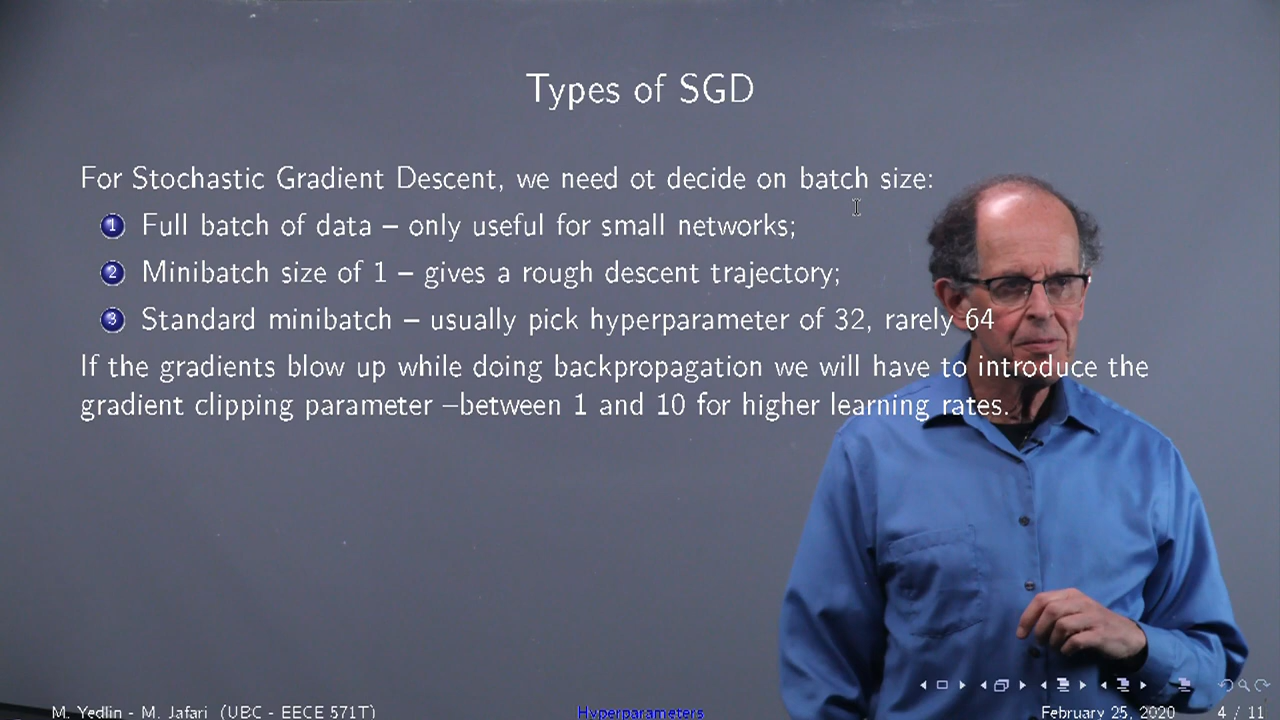 Types of SGD
For Stochastic Gradient Descent, we need ot decide on batch size:
1 Full batch of data – only useful for small networks;
2 Minibatch size of 1 – gives a rough descent trajectory;
3 Standard minibatch – usually pick hyperparameter of 32, rarely 64
If the gradients blow up while doing backpropagation we will have to introduce the
gradient clipping parameter –between 1 and 10 for higher learning rates.
M. Yedlin - M. Jafari (UBC - EECE 571T) Hyperparameters February 25, 2020 4 / 11